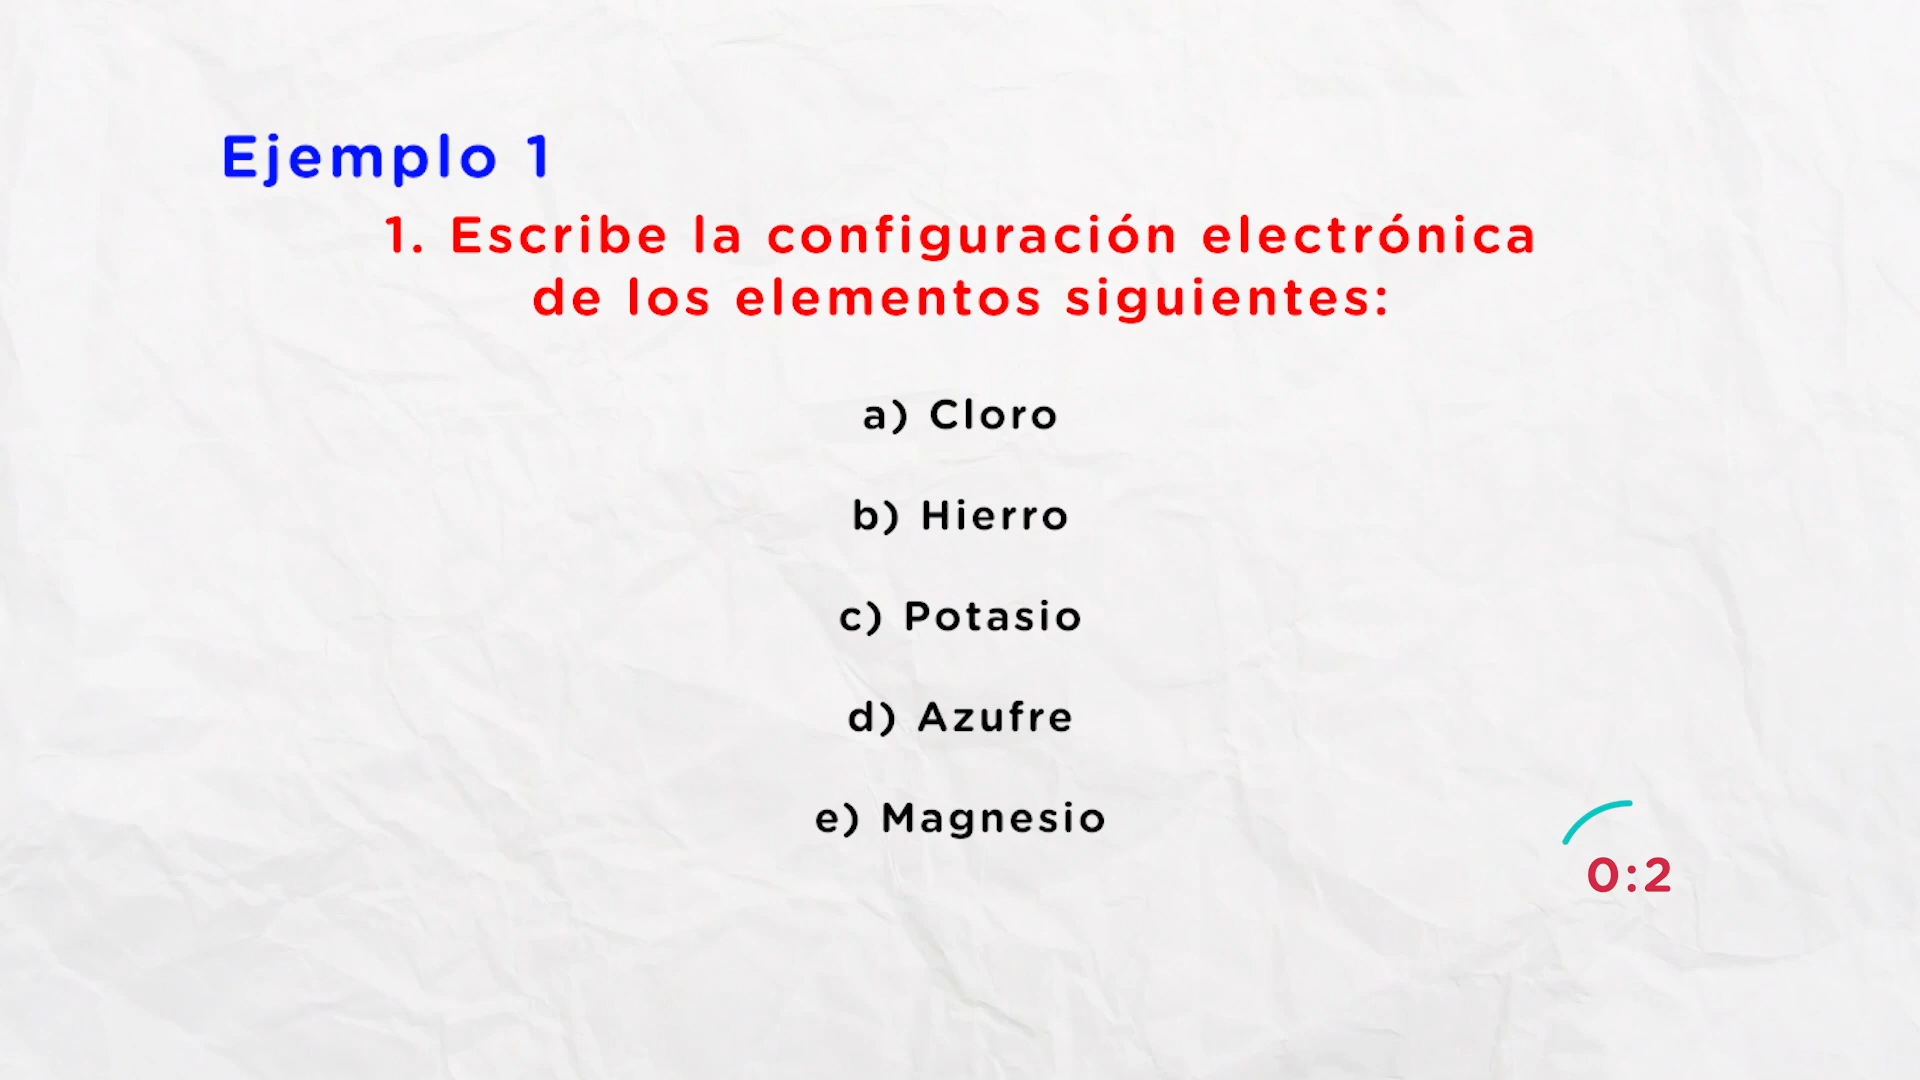 Ejemplo 1
1. Escribe la configuración electrónica
de los elementos siguientes:
a) Cloro
b) Hierro
c) Potasio
d) Azufre
e) Magnesio
0:2